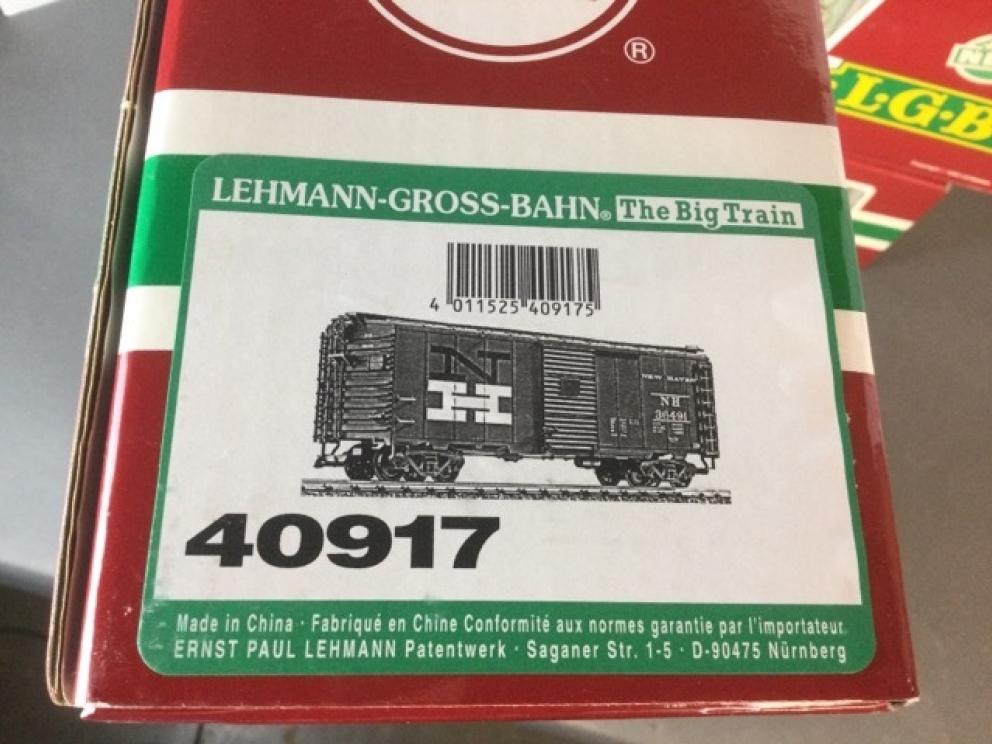 ®
L·G·B
LEHMANN-GROSS-BAHN® The Big Train
4 011525 409175
N
H
NEW HAVEN
NH
36491
40917
Made in China · Fabriqué en Chine Conformité aux normes garantie par l'importateur.
ERNST PAUL LEHMANN Patentwerk · Saganer Str. 1-5 · D-90475 Nürnberg